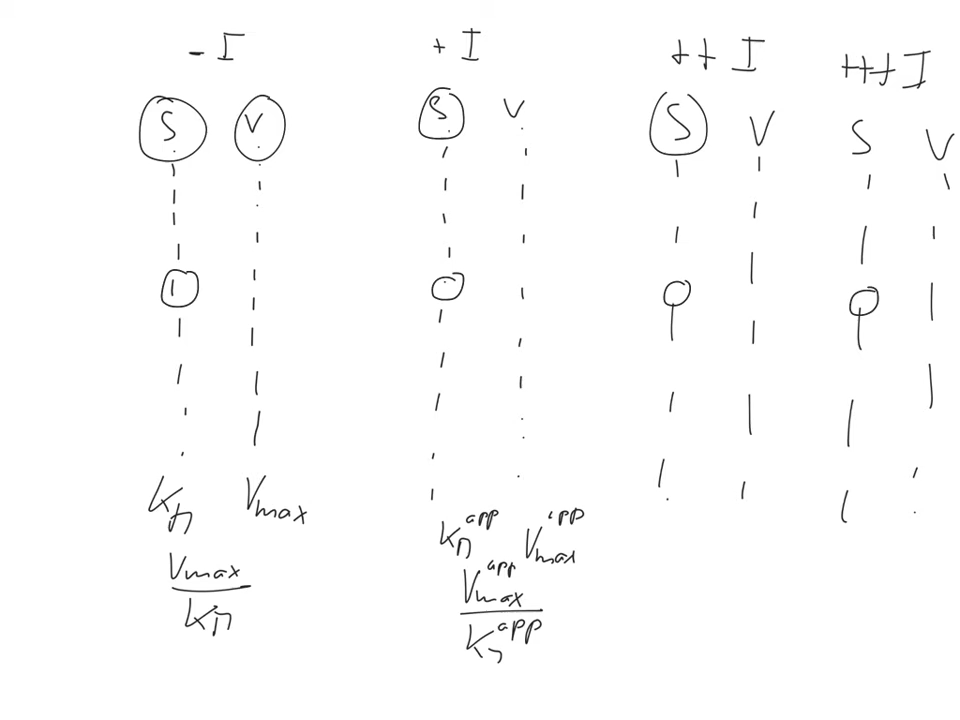 - I + I ++ I +++ I
S V S V S V S V
Km Vmax Km app Vmax app
Vmax Vmax app
Km Km app